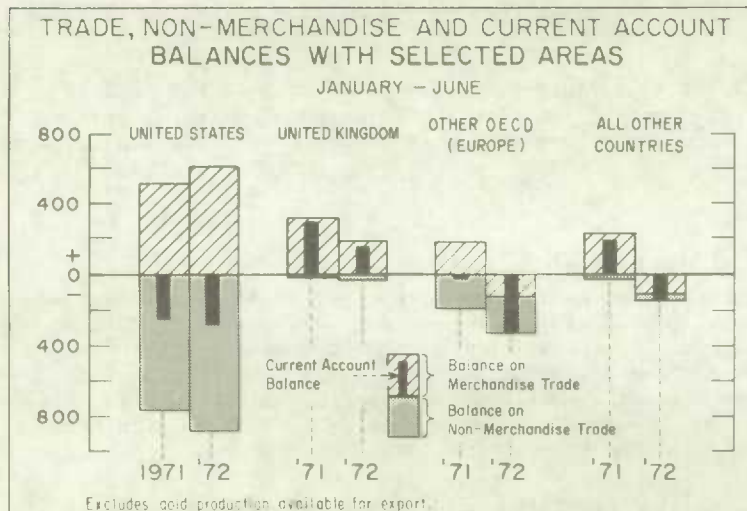 TRADE, NON-MERCHANDISE AND CURRENT ACCOUNT
BALANCES WITH SELECTED AREAS
JANUARY – JUNE
800
UNITED STATES
UNITED KINGDOM
OTHER OECD
(EUROPE)
ALL OTHER
COUNTRIES
400
+
0
–
400
800
Current Account
Balance
Balance on
Merchandise Trade
Balance on
Non-Merchandise Trade
1971 '72
'71 '72
'71 '72
'71 '72
Excludes gold production available for export.